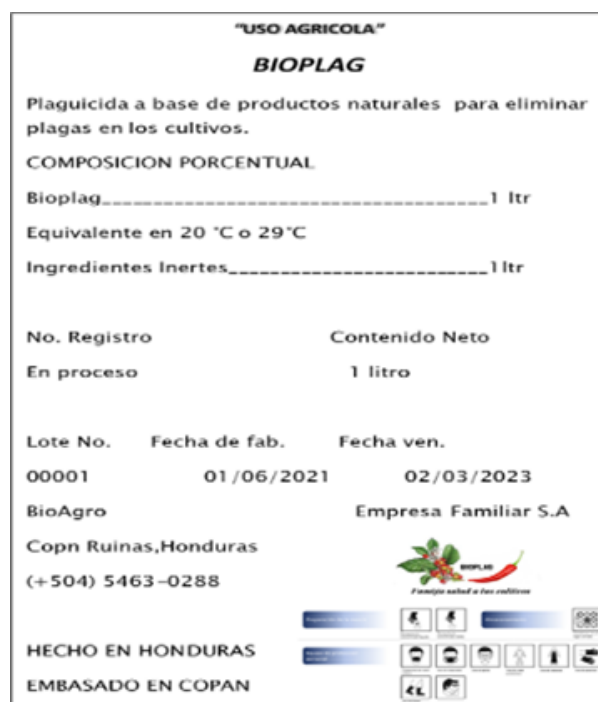 "USO AGRICOLA"
BIOPLAG
Plaguicida a base de productos naturales para eliminar
plagas en los cultivos.
COMPOSICION PORCENTUAL
Bioplag_____________________________________1 ltr
Equivalente en 20 °C o 29°C
Ingredientes Inertes_________________________1ltr
No. Registro Contenido Neto
En proceso 1 litro
Lote No. Fecha de fab. Fecha ven.
00001 01/06/2021 02/03/2023
BioAgro Empresa Familiar S.A
Copn Ruinas,Honduras
(+504) 5463-0288
BIOPLAG
HECHO EN HONDURAS
EMBASADO EN COPAN